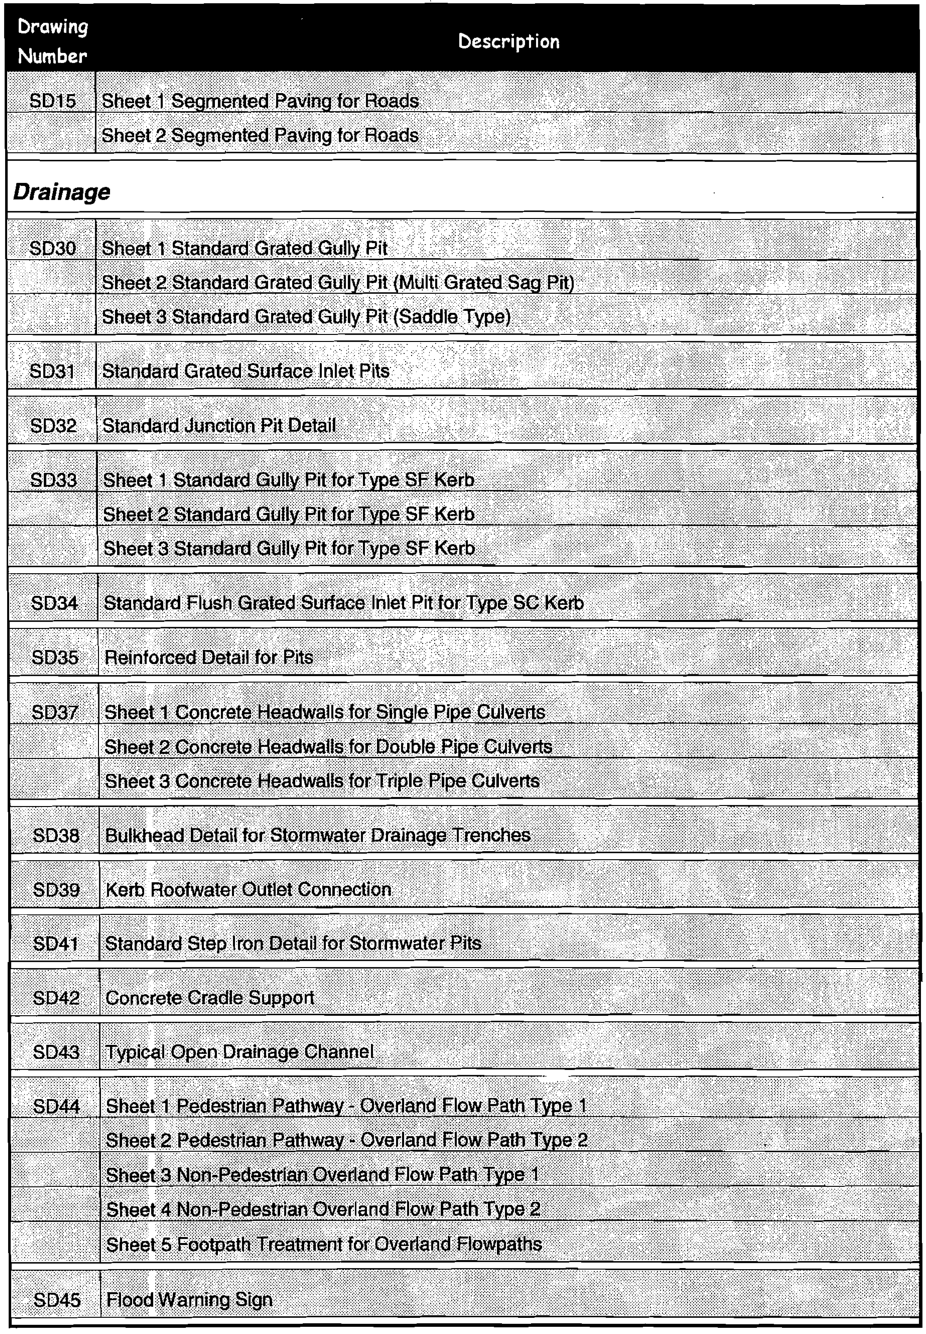 Drawing Number Description
SD15 Sheet 1 Segmented Paving for Roads
Sheet 2 Segmented Paving for Roads
Drainage
SD30 Sheet 1 Standard Grated Gully Pit
Sheet 2 Standard Grated Gully Pit (Multi Grated Sag Pit)
Sheet 3 Standard Grated Gully Pit (Saddle Type)
SD31 Standard Grated Surface Inlet Pits
SD32 Standard Junction Pit Detail
SD33 Sheet 1 Standard Gully Pit for Type SF Kerb
Sheet 2 Standard Gully Pit for Type SF Kerb
Sheet 3 Standard Gully Pit for Type SF Kerb
SD34 Standard Flush Grated Surface Inlet Pit for Type SC Kerb
SD35 Reinforced Detail for Pits
SD37 Sheet 1 Concrete Headwalls for Single Pipe Culverts
Sheet 2 Concrete Headwalls for Double Pipe Culverts
Sheet 3 Concrete Headwalls for Triple Pipe Culverts
SD38 Bulkhead Detail for Stormwater Drainage Trenches
SD39 Kerb Roofwater Outlet Connection
SD41 Standard Step Iron Detail for Stormwater Pits
SD42 Concrete Cradle Support
SD43 Typical Open Drainage Channel
SD44 Sheet 1 Pedestrian Pathway - Overland Flow Path Type 1
Sheet 2 Pedestrian Pathway - Overland Flow Path Type 2
Sheet 3 Non-Pedestrian Overland Flow Path Type 1
Sheet 4 Non-Pedestrian Overland Flow Path Type 2
Sheet 5 Footpath Treatment for Overland Flowpaths
SD45 Flood Warning Sign